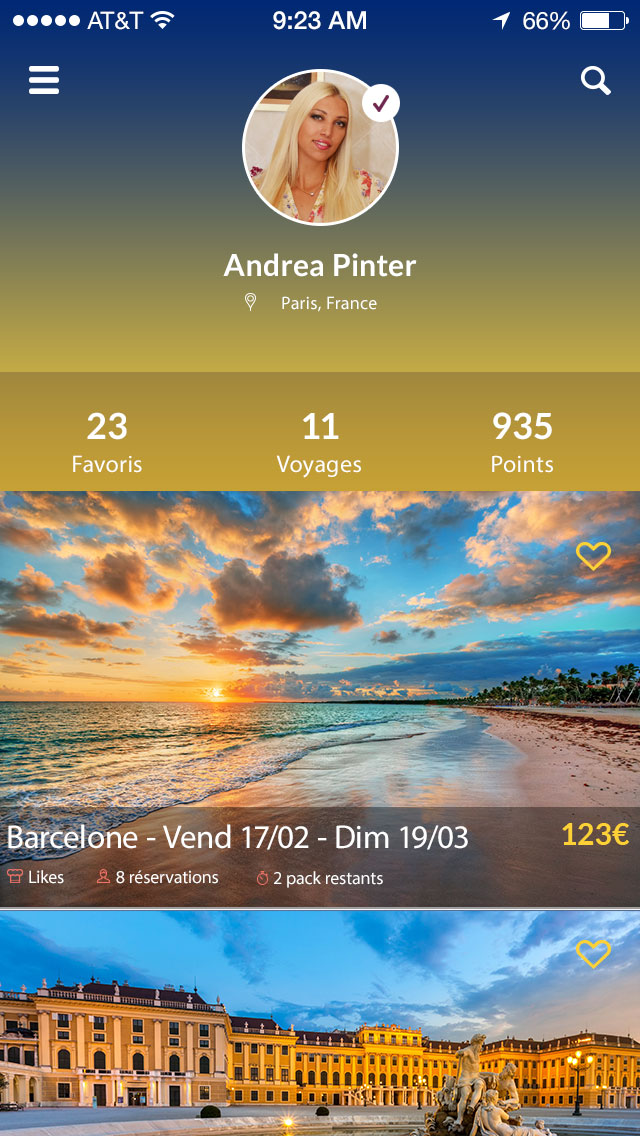 AT&T 9:23 AM 66%
Andrea Pinter
Paris, France
23 11 935
Favoris Voyages Points
Barcelone - Vend 17/02 - Dim 19/03 123€
Likes 8 réservations 2 pack restants